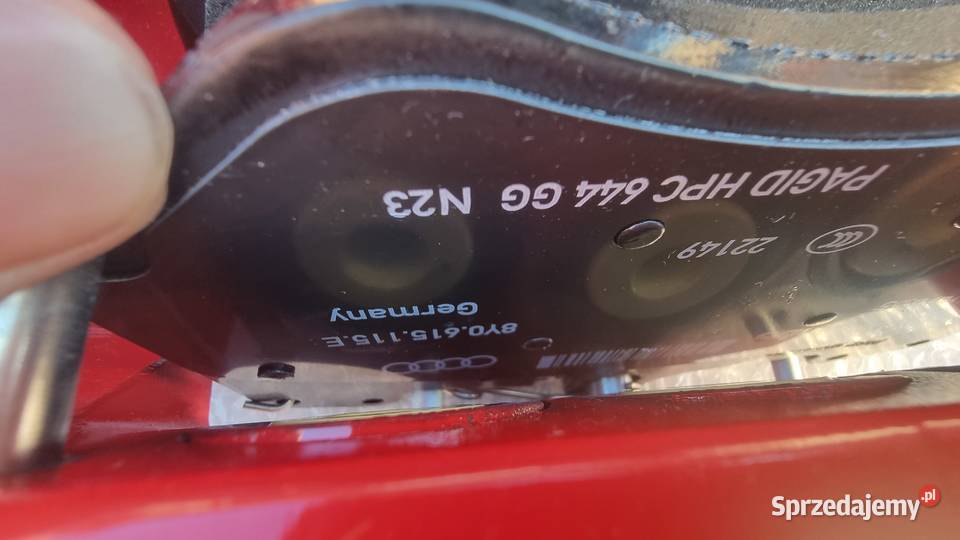 PAGID HPC 644 GG N23
22149
8Y0.615.115.E
Germany
Sprzedajemy.pl